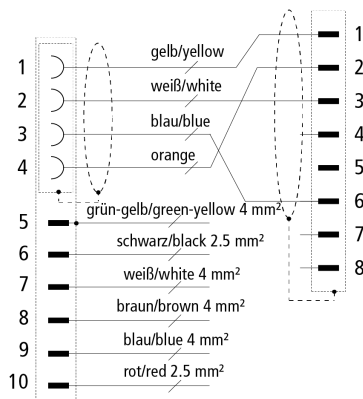 1
gelb/yellow
2
weiß/white
3
blau/blue
4
orange
5
grün-gelb/green-yellow 4 mm²
6
schwarz/black 2.5 mm²
7
weiß/white 4 mm²
8
braun/brown 4 mm²
9
blau/blue 4 mm²
10
rot/red 2.5 mm²
1
2
3
4
5
6
7
8